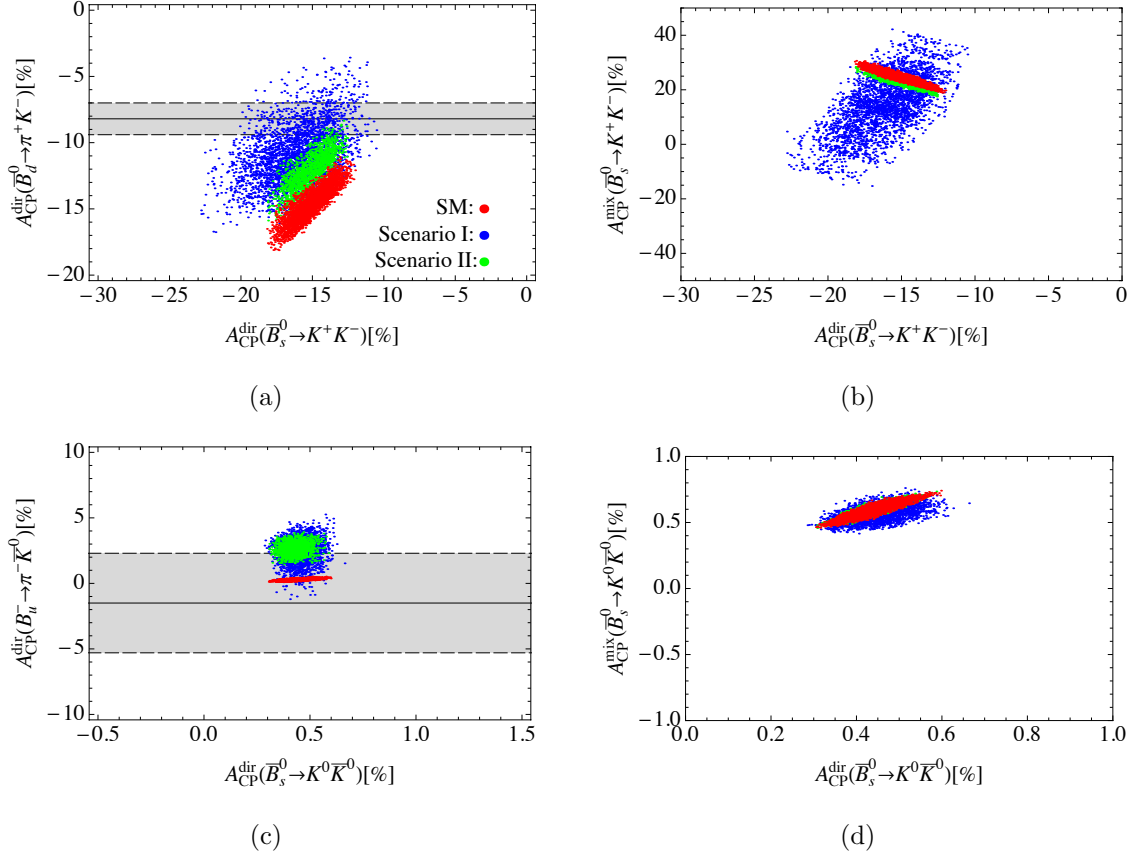 0
−5
−10
−15
−20
A_CP^dir(B̅_d^0→π^+K^−)[%]
SM:
Scenario I:
Scenario II:
−30 −25 −20 −15 −10 −5 0
A_CP^dir(B̅_s^0→K^+K^−)[%]
(a)
40
20
0
−20
−40
A_CP^mix(B̅_s^0→K^+K^−)[%]
−30 −25 −20 −15 −10 −5 0
A_CP^dir(B̅_s^0→K^+K^−)[%]
(b)
10
5
0
−5
−10
A_CP^dir(B_u^−→π^−K̅^0)[%]
−0.5 0.0 0.5 1.0 1.5
A_CP^dir(B̅_s^0→K^0K̅^0)[%]
(c)
1.0
0.5
0.0
−0.5
−1.0
A_CP^mix(B̅_s^0→K^0K̅^0)[%]
0.0 0.2 0.4 0.6 0.8 1.0
A_CP^dir(B̅_s^0→K^0K̅^0)[%]
(d)